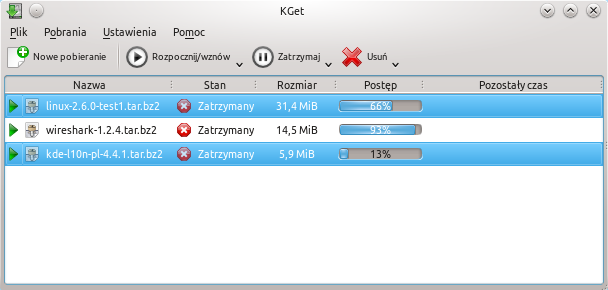 KGet
Plik Pobrania Ustawienia Pomoc
Nowe pobieranie Rozpocznij/wznów Zatrzymaj Usuń
Nazwa Stan Rozmiar Postęp Pozostały czas
linux-2.6.0-test1.tar.bz2 Zatrzymany 31,4 MiB 66%
wireshark-1.2.4.tar.bz2 Zatrzymany 14,5 MiB 93%
kde-l10n-pl-4.4.1.tar.bz2 Zatrzymany 5,9 MiB 13%